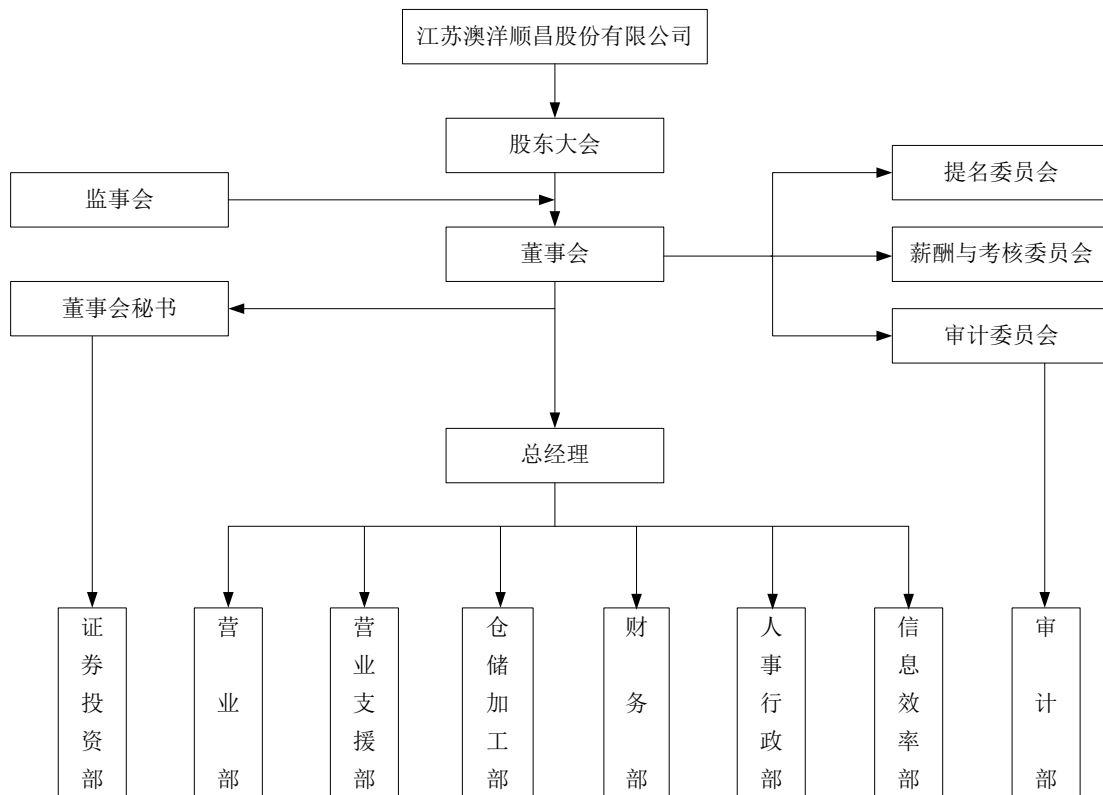 江苏澳洋顺昌股份有限公司
股东大会
提名委员会
监事会
董事会
薪酬与考核委员会
董事会秘书
审计委员会
总经理
证券投资部
营业部
营业支援部
仓储加工部
财务部
人事行政部
信息效率部
审计部